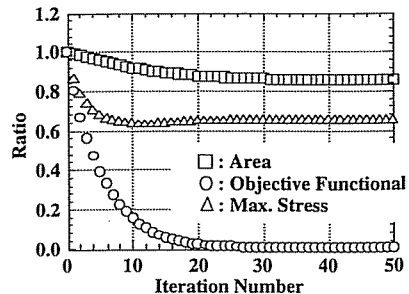 1.2
1.0
0.8
0.6
0.4
0.2
0.0
Ratio
□ : Area
○ : Objective Functional
△ : Max. Stress
0 10 20 30 40 50
Iteration Number